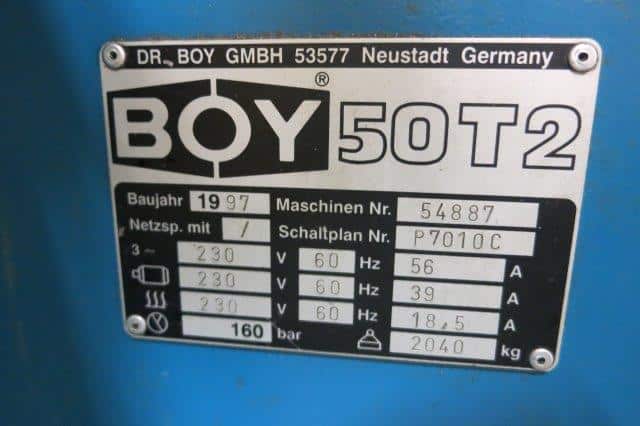 DR. BOY GMBH 53577 Neustadt Germany
BOY® 50T2
Baujahr 1997 Maschinen Nr. 54887
Netzsp. mit / Schaltplan Nr. P7010C
3~ 230 V 60 Hz 56 A
230 V 60 Hz 39 A
230 V 60 Hz 18,5 A
160 bar 2040 kg